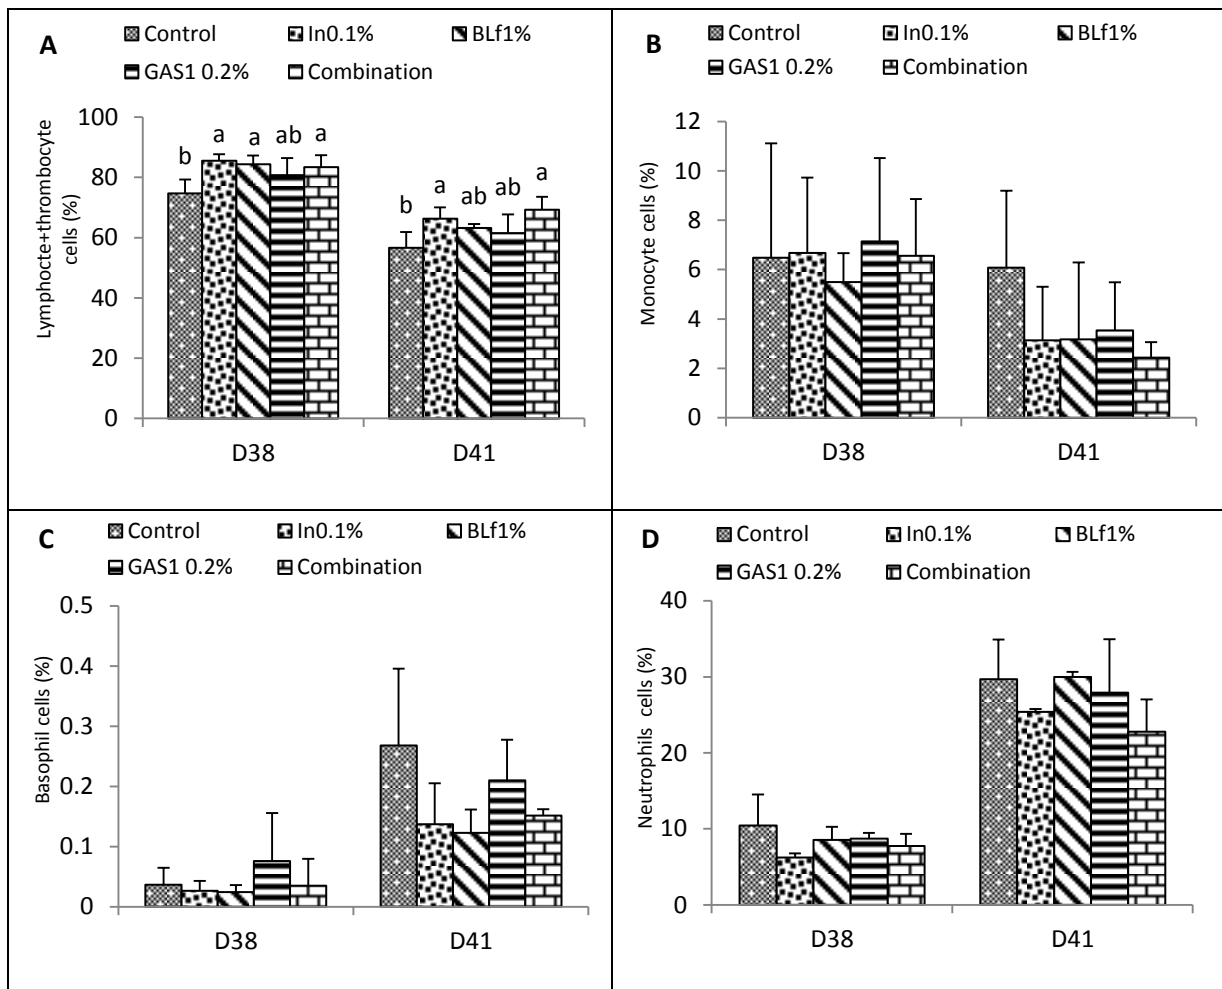 A
Control
In0.1%
BLf1%
GAS1 0.2%
Combination
Lymphocte+thrombocyte
cells (%)
100
80
60
40
20
0
b
a
a
ab
a
b
a
ab
ab
a
D38
D41
B
Control
In0.1%
BLf1%
GAS1 0.2%
Combination
Monocyte cells (%)
12
10
8
6
4
2
0
D38
D41
C
Control
In0.1%
BLf1%
GAS1 0.2%
Combination
Basophil cells (%)
0.5
0.4
0.3
0.2
0.1
0
D38
D41
D
Control
In0.1%
BLf1%
GAS1 0.2%
Combination
Neutrophils cells (%)
40
30
20
10
0
D38
D41